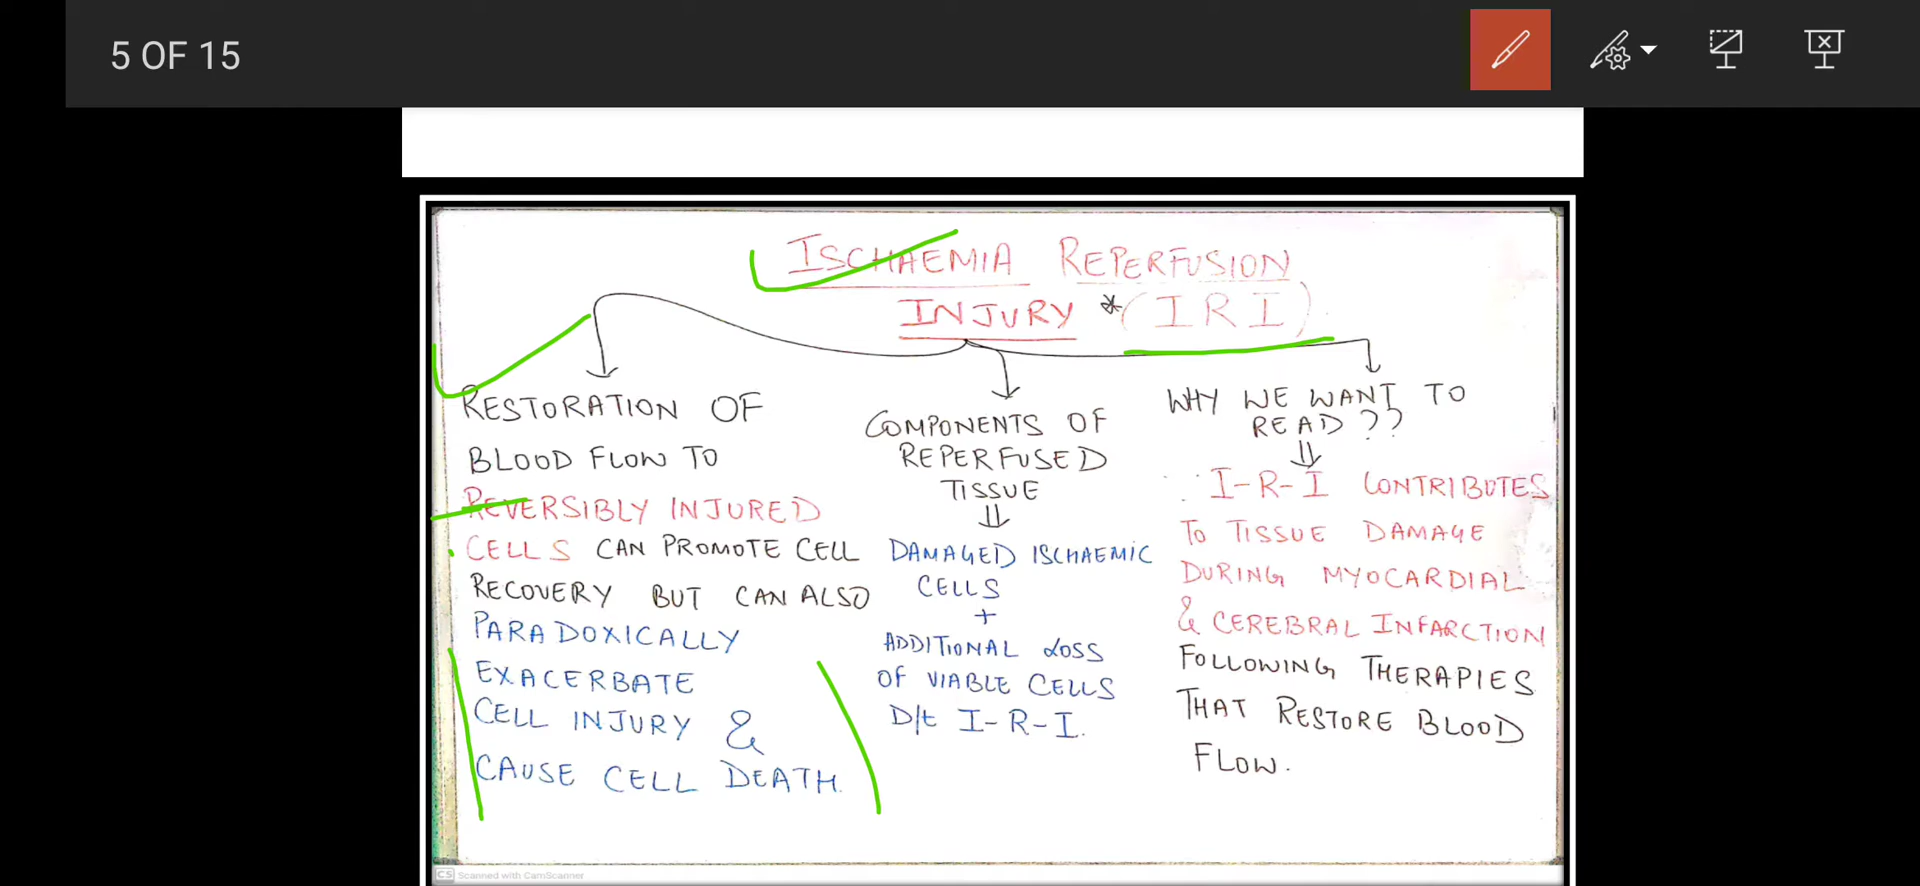 5 OF 15
ISCHAEMIA REPERFUSION
INJURY *(IRI)
RESTORATION OF
BLOOD FLOW TO
REVERSIBLY INJURED
CELLS CAN PROMOTE CELL
RECOVERY BUT CAN ALSO
PARADOXICALLY
EXACERBATE
CELL INJURY &
CAUSE CELL DEATH.
COMPONENTS OF
REPERFUSED
TISSUE
DAMAGED ISCHAEMIC
CELLS
+
ADDITIONAL LOSS
OF VIABLE CELLS
D/t I-R-I.
WHY WE WANT TO
READ??
∵ I-R-I CONTRIBUTES
TO TISSUE DAMAGE
DURING MYOCARDIAL
& CEREBRAL INFARCTION
FOLLOWING THERAPIES
THAT RESTORE BLOOD
FLOW.
CS Scanned with CamScanner